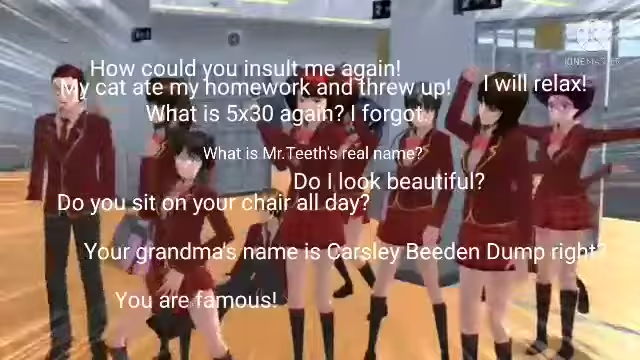 KINEMASTER
How could you insult me again!
My cat ate my homework and threw up!
I will relax!
What is 5x30 again? I forgot
What is Mr.Teeth's real name?
Do I look beautiful?
Do you sit on your chair all day?
Your grandma's name is Carsley Beeden Dump right?
You are famous!